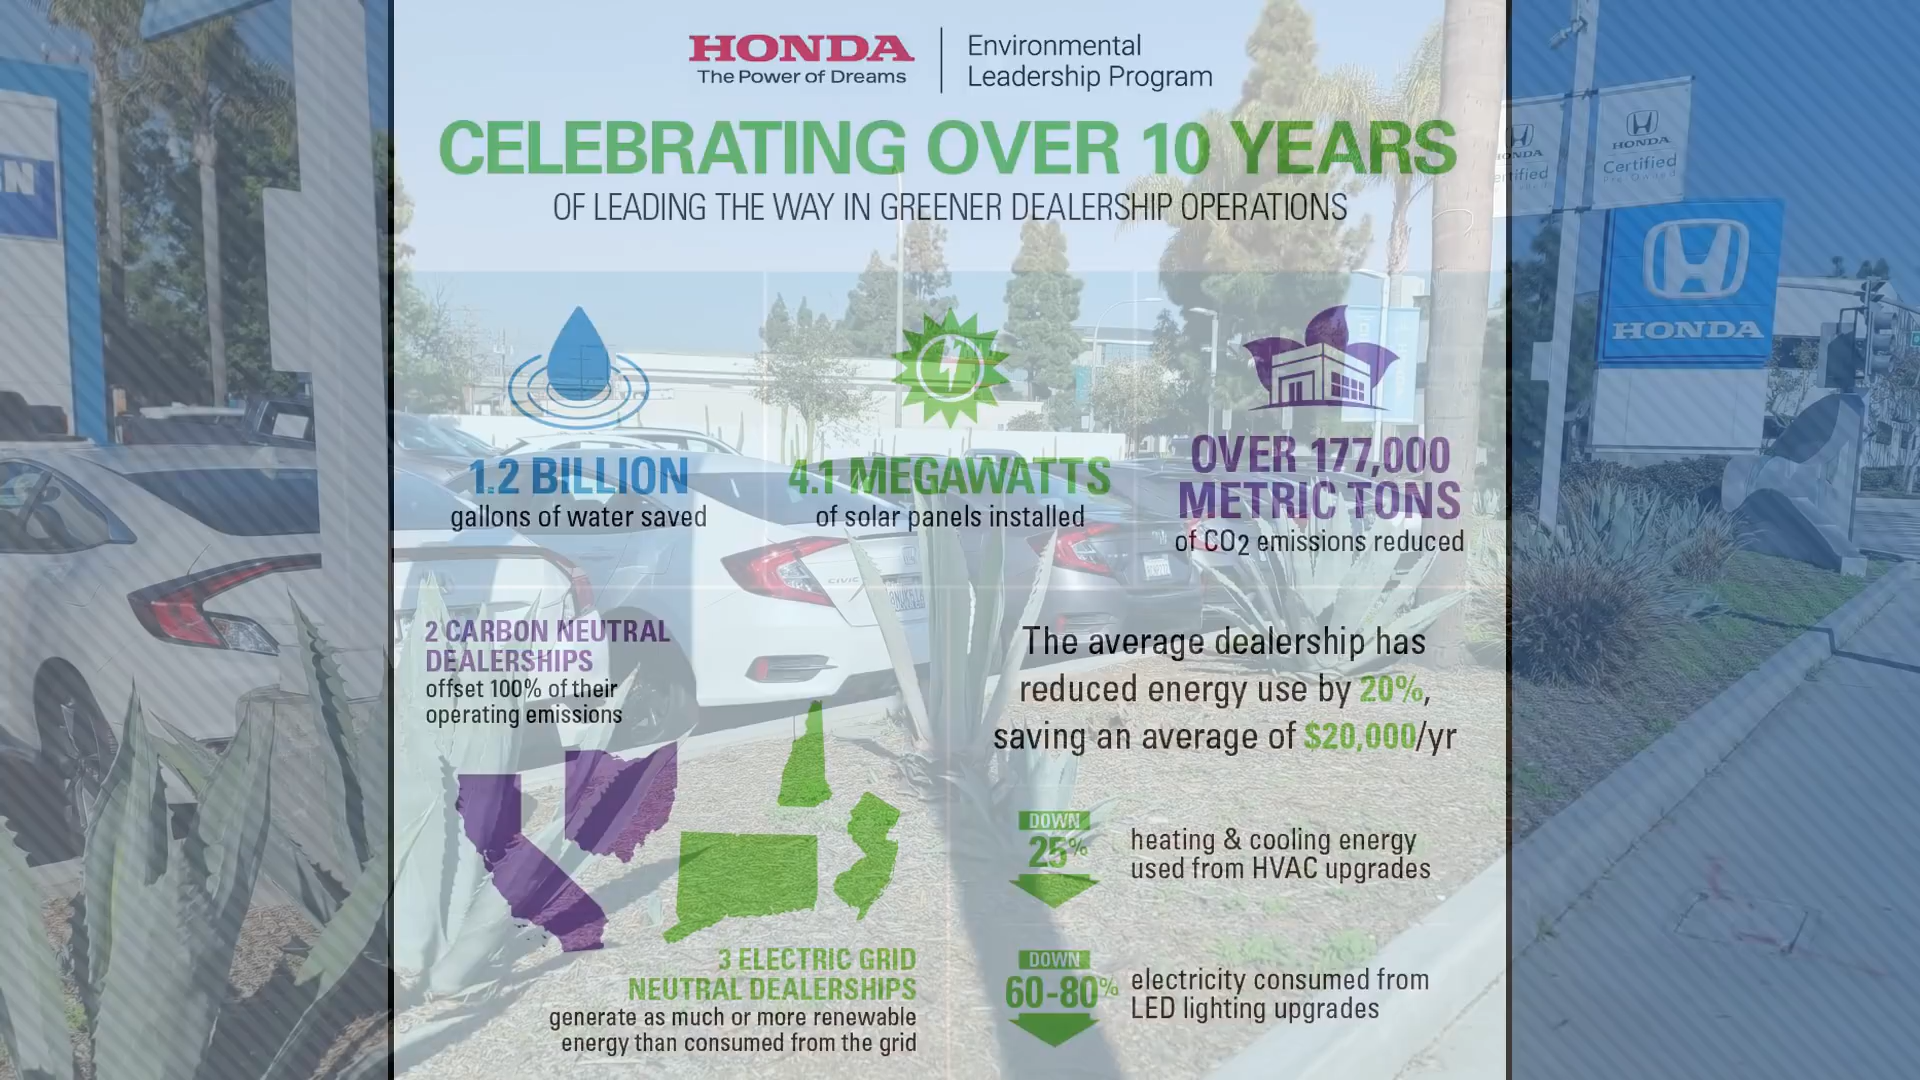 HONDA
The Power of Dreams
Environmental
Leadership Program
CELEBRATING OVER 10 YEARS
OF LEADING THE WAY IN GREENER DEALERSHIP OPERATIONS
1.2 BILLION
gallons of water saved
4.1 MEGAWATTS
of solar panels installed
OVER 177,000
METRIC TONS
of CO2 emissions reduced
2 CARBON NEUTRAL
DEALERSHIPS
offset 100% of their
operating emissions
The average dealership has
reduced energy use by 20%,
saving an average of $20,000/yr
DOWN
25%
heating & cooling energy
used from HVAC upgrades
DOWN
60-80%
electricity consumed from
LED lighting upgrades
3 ELECTRIC GRID
NEUTRAL DEALERSHIPS
generate as much or more renewable
energy than consumed from the grid
HONDA
Certified
Pre-Owned
HONDA
CIVIC